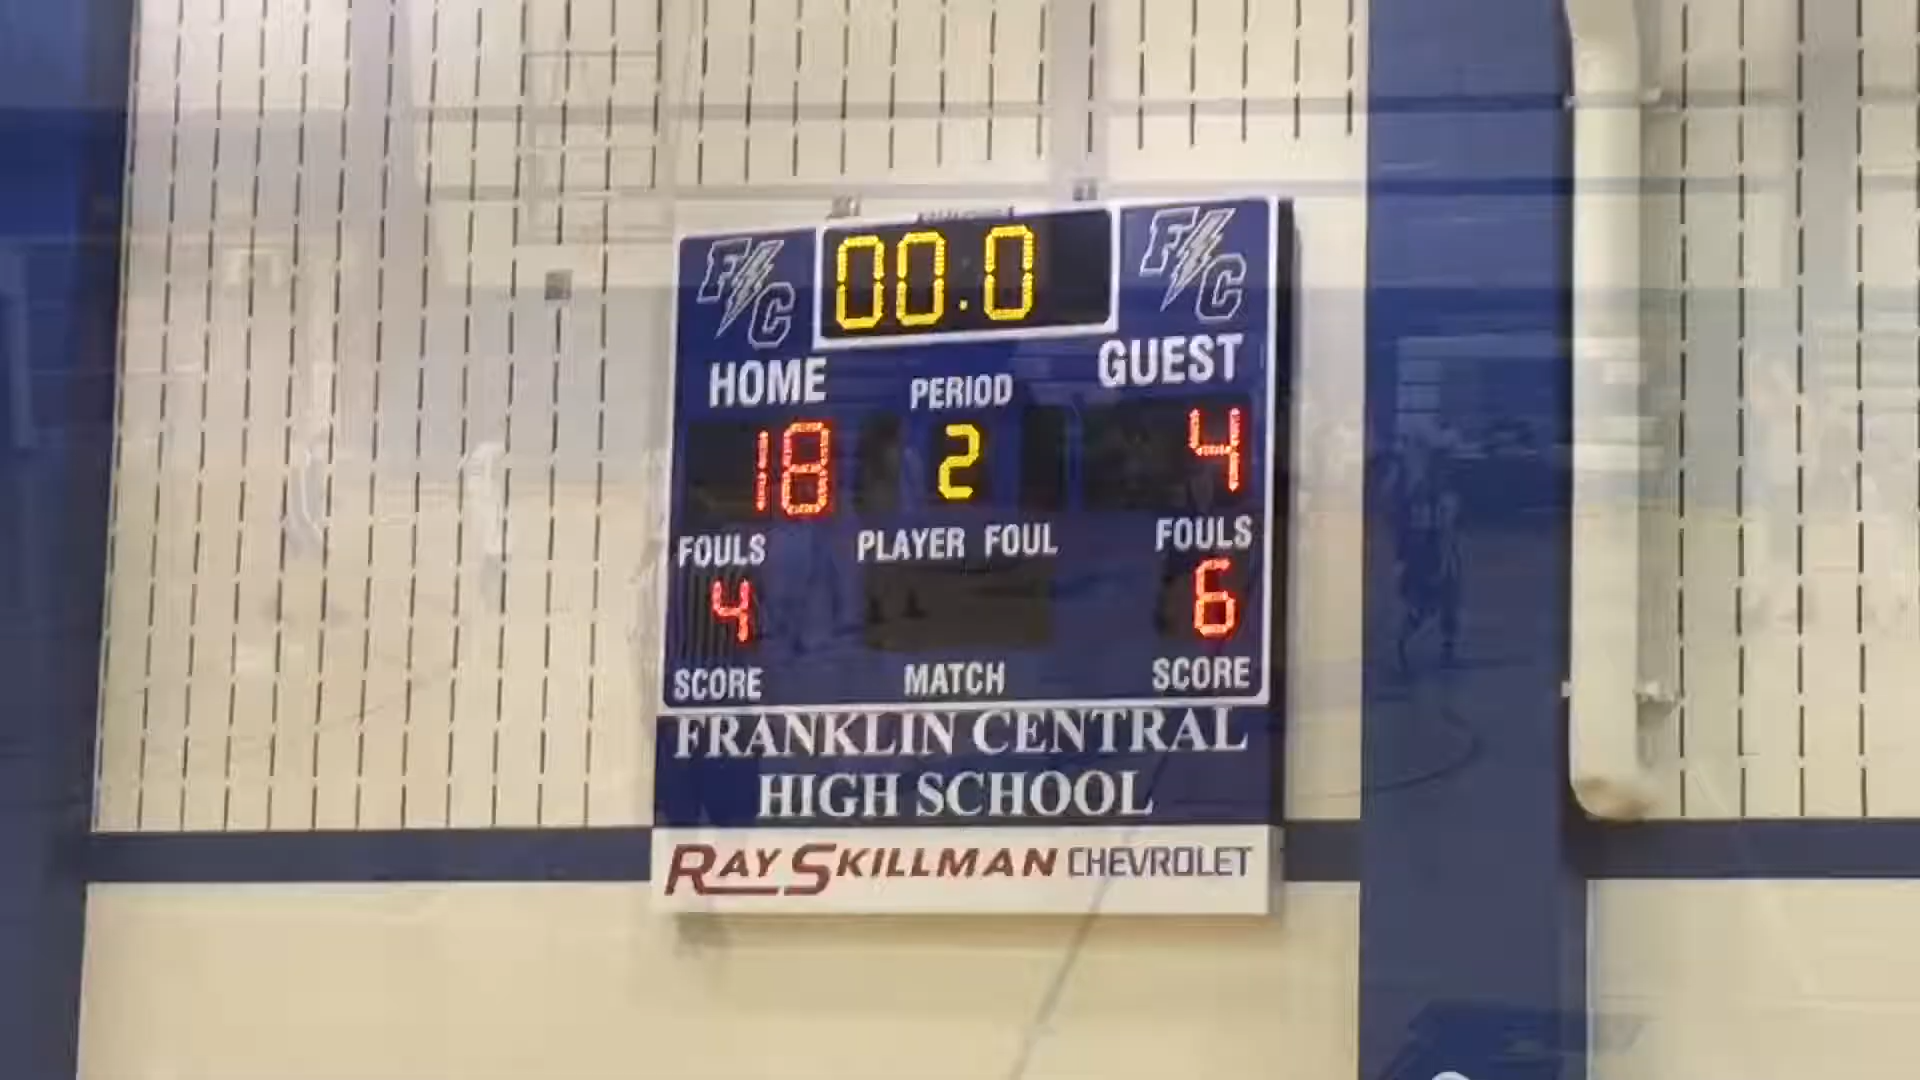 FC 00.0 FC
HOME PERIOD GUEST
18 2 4
FOULS PLAYER FOUL FOULS
4 6
SCORE MATCH SCORE
FRANKLIN CENTRAL
HIGH SCHOOL
RAY SKILLMAN CHEVROLET